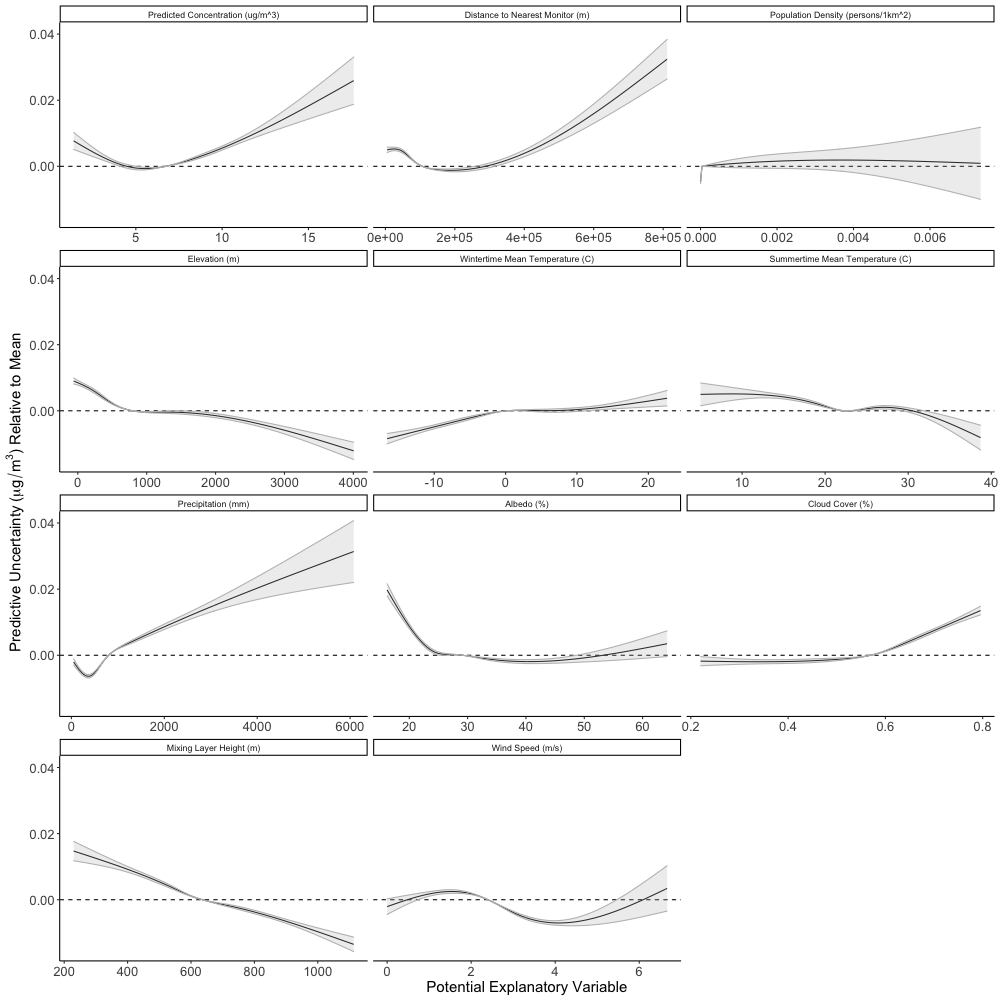 Predicted Concentration (ug/m^3) Distance to Nearest Monitor (m) Population Density (persons/1km^2)
0.04
0.02
0.00
5 10 15 0e+00 2e+05 4e+05 6e+05 8e+05 0.000 0.002 0.004 0.006
Elevation (m) Wintertime Mean Temperature (C) Summertime Mean Temperature (C)
0.04
0.02
0.00
0 1000 2000 3000 4000 -10 0 10 20 10 20 30 40
Predictive Uncertainty (μg/m³) Relative to Mean
Precipitation (mm) Albedo (%) Cloud Cover (%)
0.04
0.02
0.00
0 2000 4000 6000 20 30 40 50 60 0.2 0.4 0.6 0.8
Mixing Layer Height (m) Wind Speed (m/s)
0.04
0.02
0.00
200 400 600 800 1000 0 2 4 6
Potential Explanatory Variable